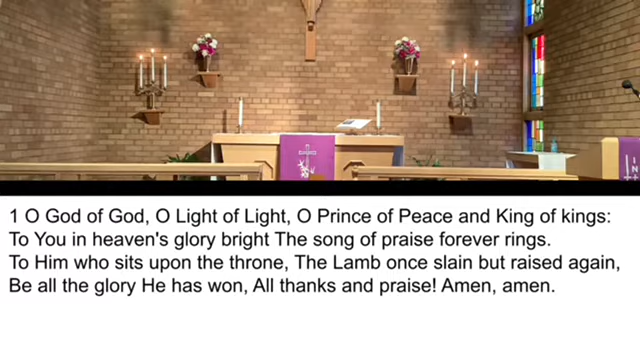 1 O God of God, O Light of Light, O Prince of Peace and King of kings:
To You in heaven's glory bright The song of praise forever rings.
To Him who sits upon the throne, The Lamb once slain but raised again,
Be all the glory He has won, All thanks and praise! Amen, amen.